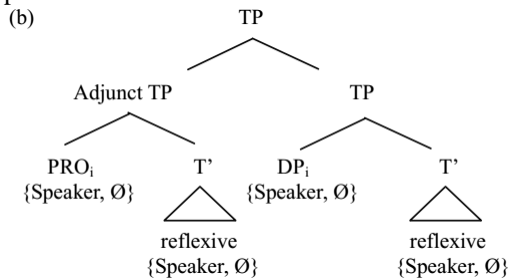 (b)
TP
Adjunct TP TP
PROᵢ T’ DPᵢ T’
{Speaker, Ø} {Speaker, Ø}
reflexive reflexive
{Speaker, Ø} {Speaker, Ø}